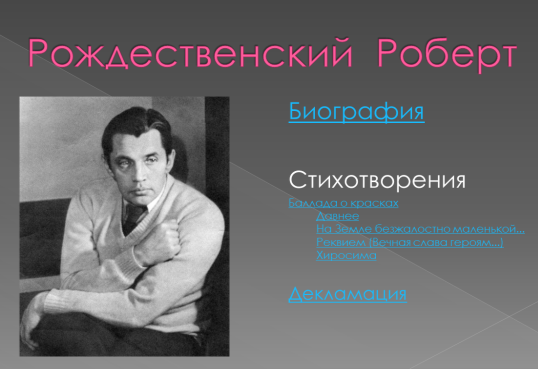 Рождественский Роберт
Биография
Стихотворения
Баллада о красках
Давнее
На Земле безжалостно маленькой...
Реквием (Вечная слава героям...)
Хиросима
Декламация